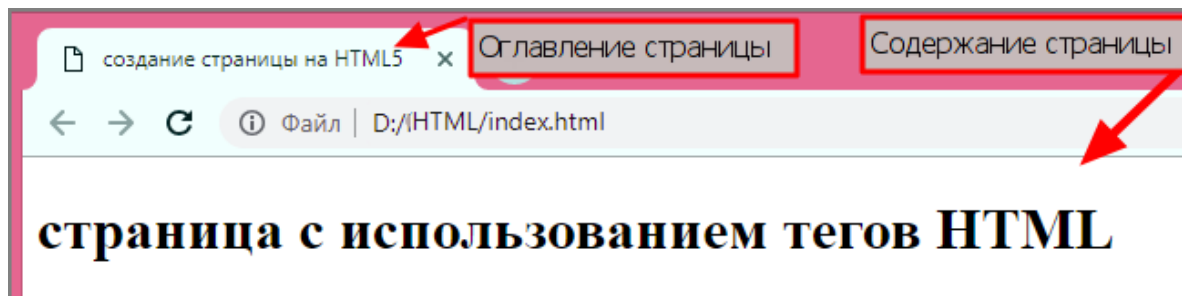 создание страницы на HTML5
Оглавление страницы
Содержание страницы
Файл | D:/HTML/index.html
страница с использованием тегов HTML